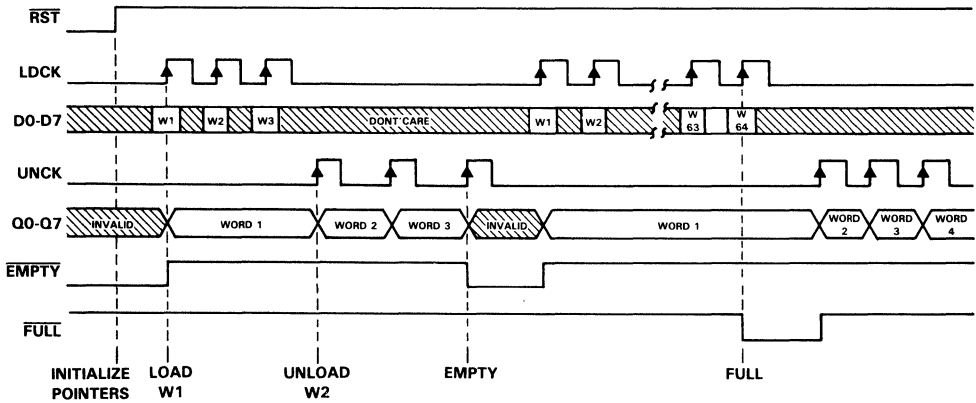 RST
LDCK
D0-D7 W1 W2 W3 DONT CARE W1 W2 W 63 W 64
UNCK
Q0-Q7 INVALID WORD 1 WORD 2 WORD 3 INVALID WORD 1 WORD 2 WORD 3 WORD 4
EMPTY
FULL
INITIALIZE POINTERS
LOAD W1
UNLOAD W2
EMPTY
FULL